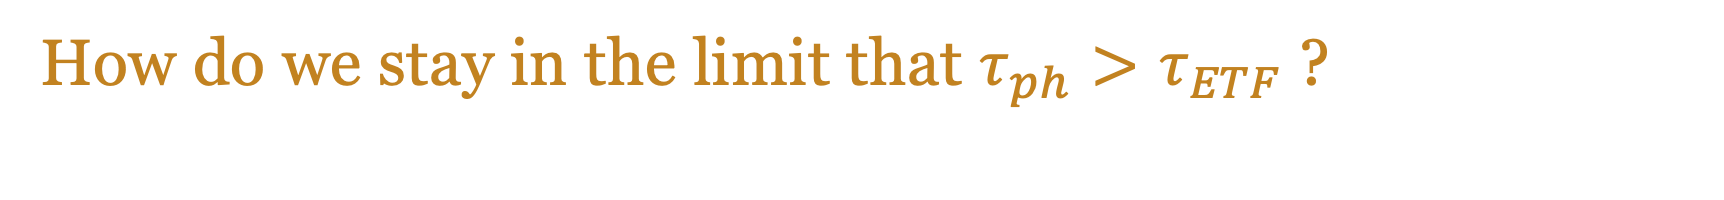 How do we stay in the limit that τ_ph > τ_ETF ?